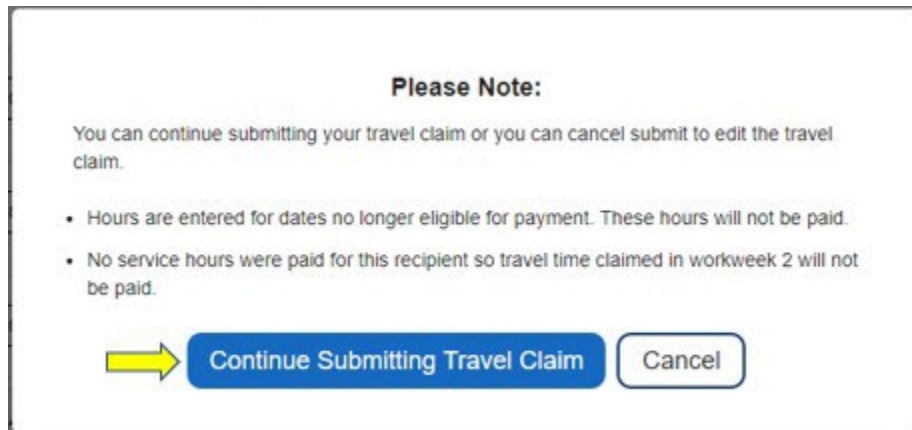 Please Note:
You can continue submitting your travel claim or you can cancel submit to edit the travel
claim.
• Hours are entered for dates no longer eligible for payment. These hours will not be paid.
• No service hours were paid for this recipient so travel time claimed in workweek 2 will not
be paid.
Continue Submitting Travel Claim
Cancel